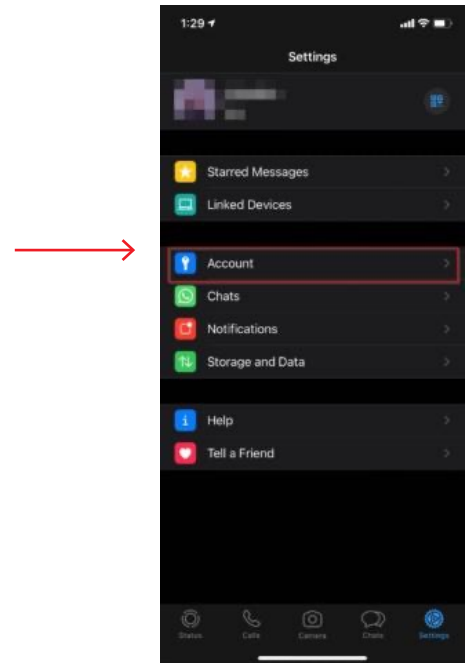 1:29
Settings
Starred Messages
Linked Devices
Account
Chats
Notifications
Storage and Data
Help
Tell a Friend
Status Calls Camera Chats Settings